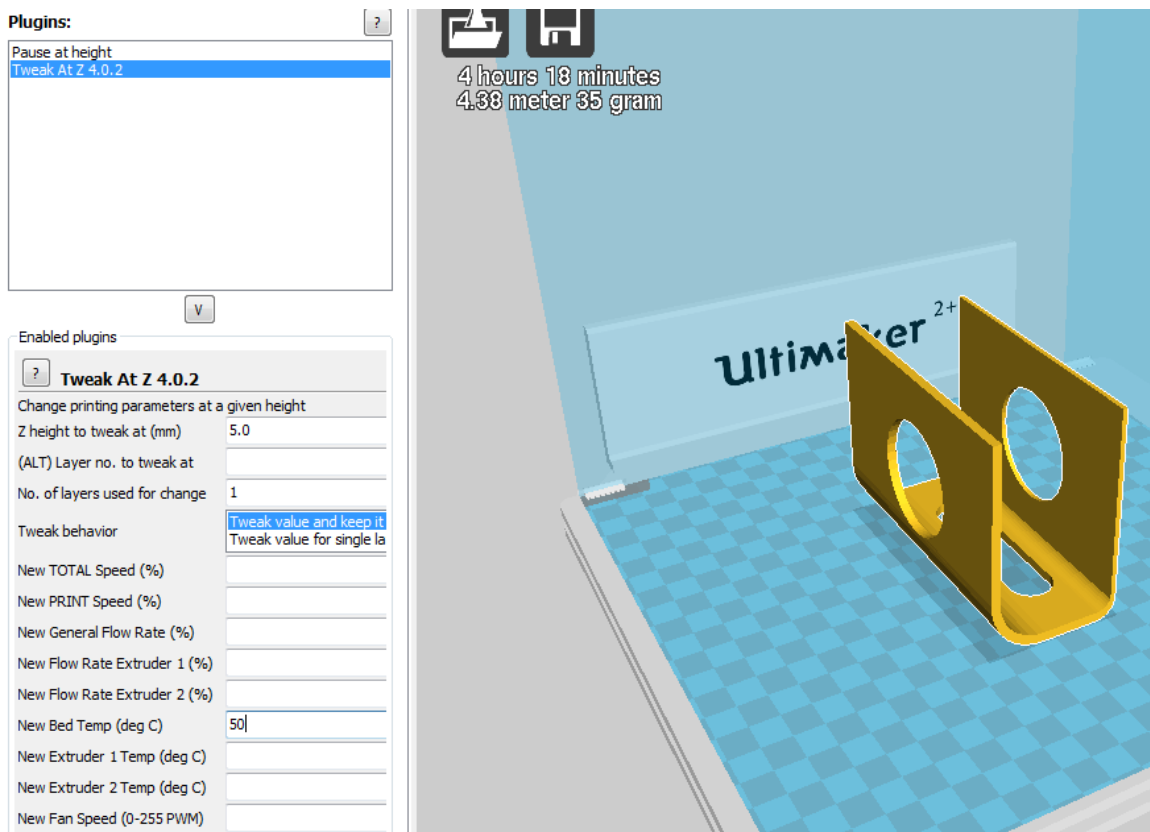 Plugins:
?
Pause at height
Tweak At Z 4.0.2
V
Enabled plugins
? Tweak At Z 4.0.2
Change printing parameters at a given height
Z height to tweak at (mm) 5.0
(ALT) Layer no. to tweak at
No. of layers used for change 1
Tweak behavior
Tweak value and keep it
Tweak value for single la
New TOTAL Speed (%)
New PRINT Speed (%)
New General Flow Rate (%)
New Flow Rate Extruder 1 (%)
New Flow Rate Extruder 2 (%)
New Bed Temp (deg C) 50
New Extruder 1 Temp (deg C)
New Extruder 2 Temp (deg C)
New Fan Speed (0-255 PWM)
4 hours 18 minutes
4.38 meter 35 gram
Ultimaker 2+